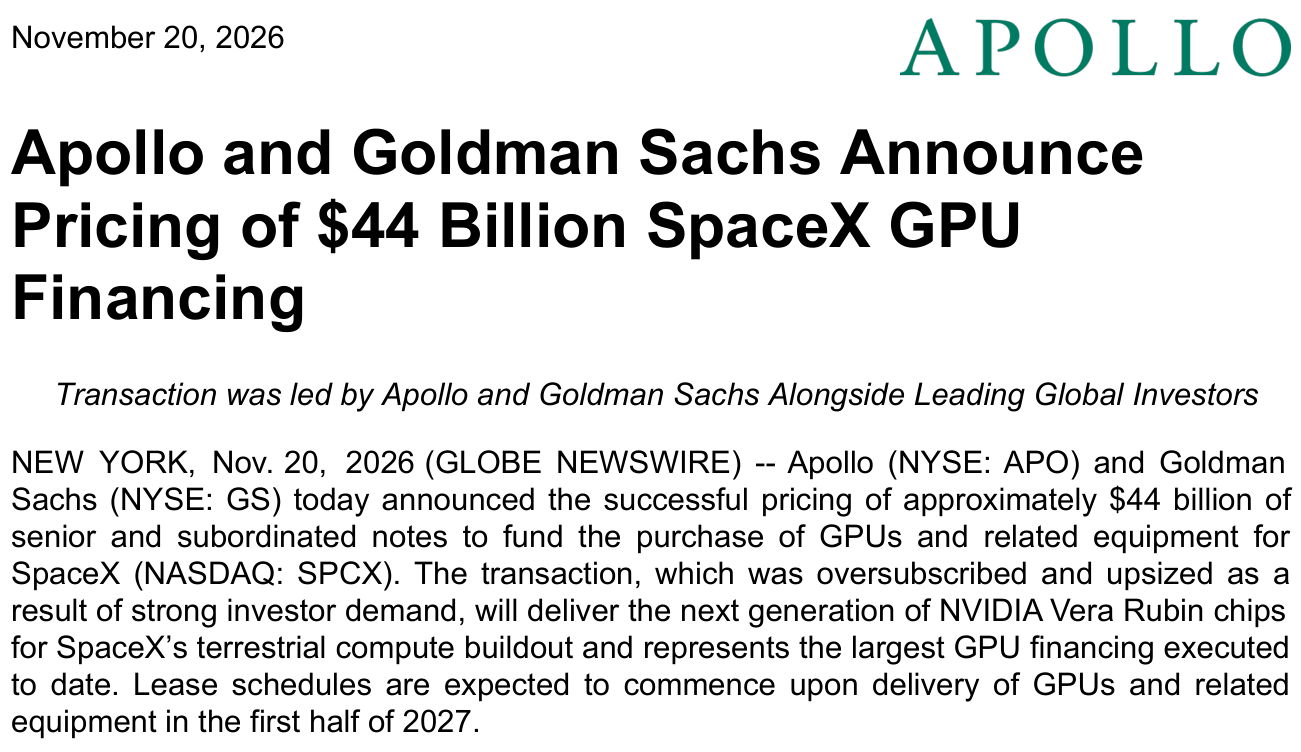 November 20, 2026
APOLLO
Apollo and Goldman Sachs Announce
Pricing of $44 Billion SpaceX GPU
Financing
Transaction was led by Apollo and Goldman Sachs Alongside Leading Global Investors
NEW YORK, Nov. 20, 2026 (GLOBE NEWSWIRE) -- Apollo (NYSE: APO) and Goldman
Sachs (NYSE: GS) today announced the successful pricing of approximately $44 billion of
senior and subordinated notes to fund the purchase of GPUs and related equipment for
SpaceX (NASDAQ: SPCX). The transaction, which was oversubscribed and upsized as a
result of strong investor demand, will deliver the next generation of NVIDIA Vera Rubin chips
for SpaceX’s terrestrial compute buildout and represents the largest GPU financing executed
to date. Lease schedules are expected to commence upon delivery of GPUs and related
equipment in the first half of 2027.